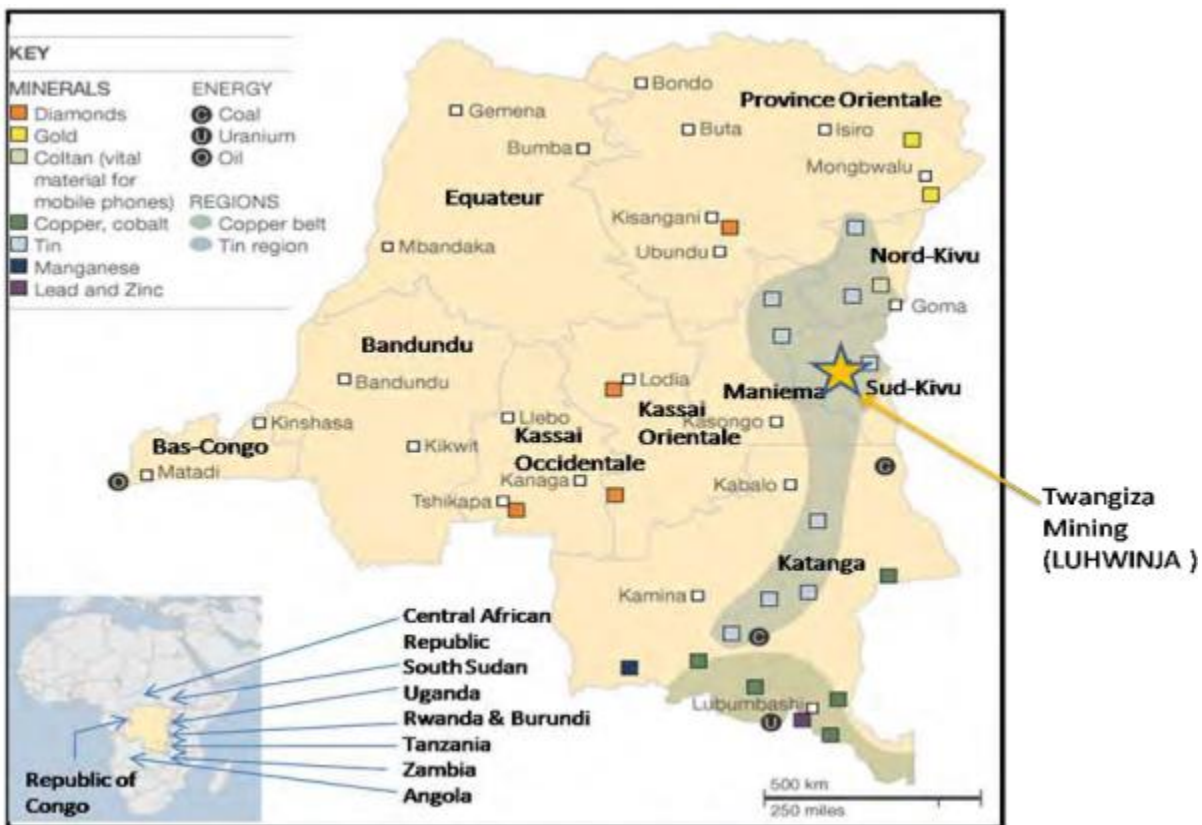 KEY
MINERALS
Diamonds
Gold
Coltan (vital
material for
mobile phones)
Copper, cobalt
Tin
Manganese
Lead and Zinc
ENERGY
C Coal
U Uranium
O Oil
REGIONS
Copper belt
Tin region
Bondo
Province Orientale
Gemena
Buta
Isiro
Bumba
Mongbwalu
Equateur
Kisangani
Mbandaka
Ubundu
Nord-Kivu
Goma
Bandundu
Bandundu
Lodia
Maniema
Sud-Kivu
Kinshasa
Llebo
Kassai
Orientale
Kasongo
Bas-Congo
Kikwit
Kassai
Occidentale
Matadi
O
Kanaga
Kabalo
C
Tshikapa
Twangiza
Mining
(LUHWINJA )
Katanga
Kamina
C
Lubumbashi
U
Central African
Republic
South Sudan
Uganda
Rwanda & Burundi
Tanzania
Zambia
Angola
Republic of
Congo
500 km
250 miles